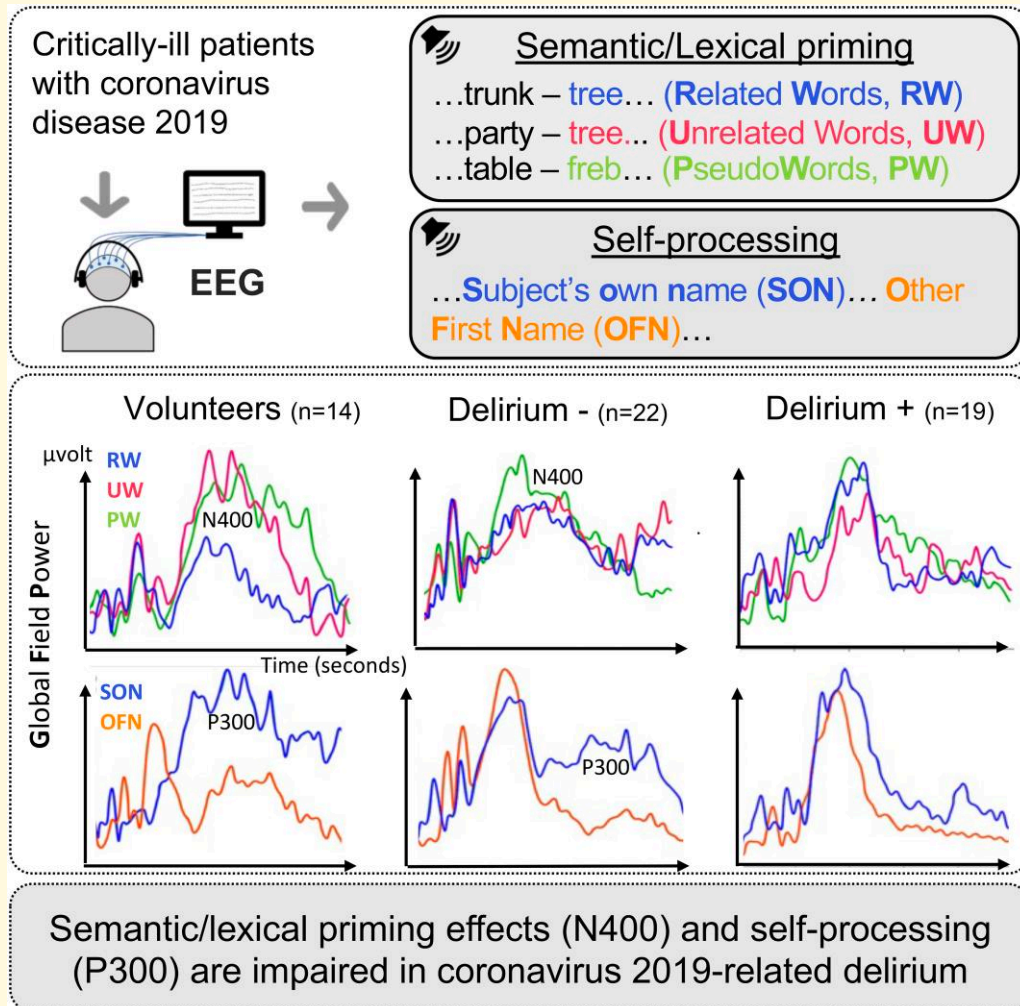 Critically-ill patients
with coronavirus
disease 2019
EEG
Semantic/Lexical priming
…trunk – tree… (Related Words, RW)
…party – tree... (Unrelated Words, UW)
…table – freb… (PseudoWords, PW)
Self-processing
…Subject's own name (SON)… Other
First Name (OFN)…
Volunteers (n=14)
Delirium - (n=22)
Delirium + (n=19)
µvolt
RW
UW
PW
N400
N400
Global Field Power
Time (seconds)
SON
OFN
P300
P300
Semantic/lexical priming effects (N400) and self-processing
(P300) are impaired in coronavirus 2019-related delirium